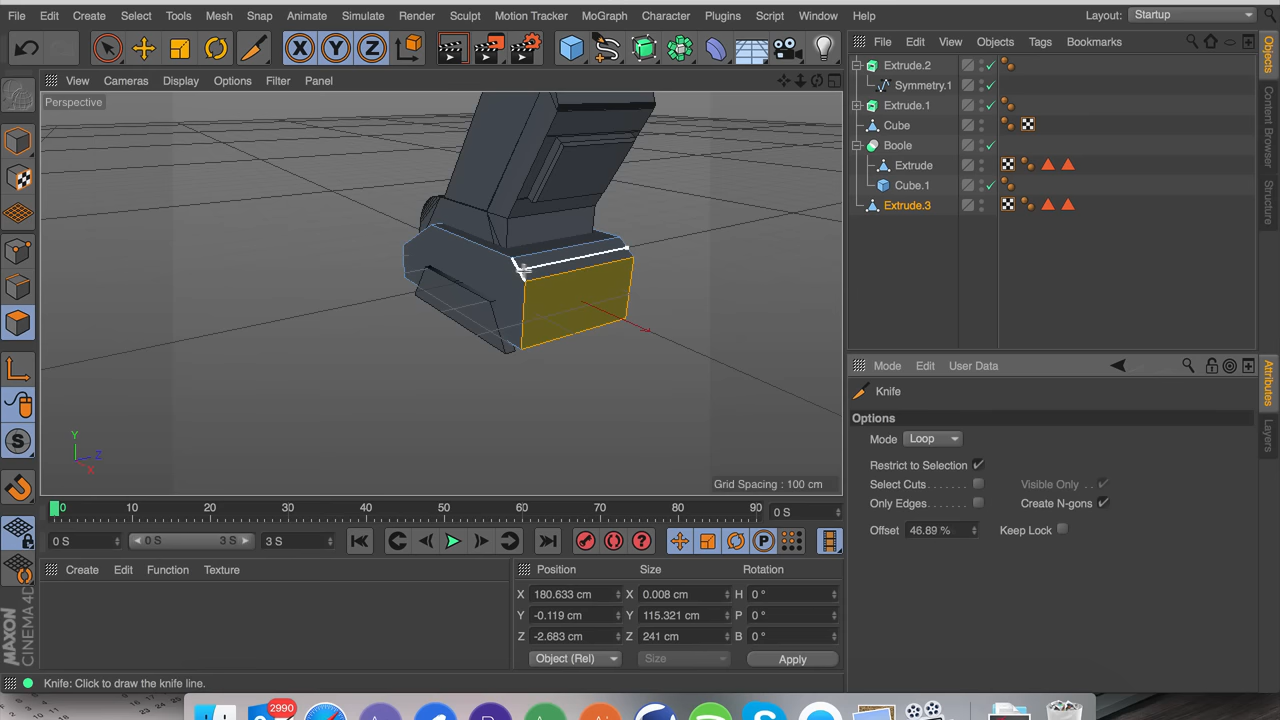 File Edit Create Select Tools Mesh Snap Animate Simulate Render Sculpt Motion Tracker MoGraph Character Plugins Script Window Help Layout: Startup
X Y Z
File Edit View Objects Tags Bookmarks
View Cameras Display Options Filter Panel
Perspective
Extrude.2
Symmetry.1
Extrude.1
Cube
Boole
Extrude
Cube.1
Extrude.3
Objects
Content Browser
Structure
Mode Edit User Data
Knife
Options
Mode Loop
Restrict to Selection
Select Cuts Visible Only
Only Edges Create N-gons
Offset 46.89 % Keep Lock
Attributes
Layers
S
Y
Z
X
Grid Spacing : 100 cm
0 10 20 30 40 50 60 70 80 90 0 S
0 S 0 S 3 S 3 S P
Create Edit Function Texture
Position Size Rotation
X 180.633 cm X 0.008 cm H 0 °
Y -0.119 cm Y 115.321 cm P 0 °
Z -2.683 cm Z 241 cm B 0 °
Object (Rel) Size Apply
MAXON
CINEMA 4D
Knife: Click to draw the knife line.
2990